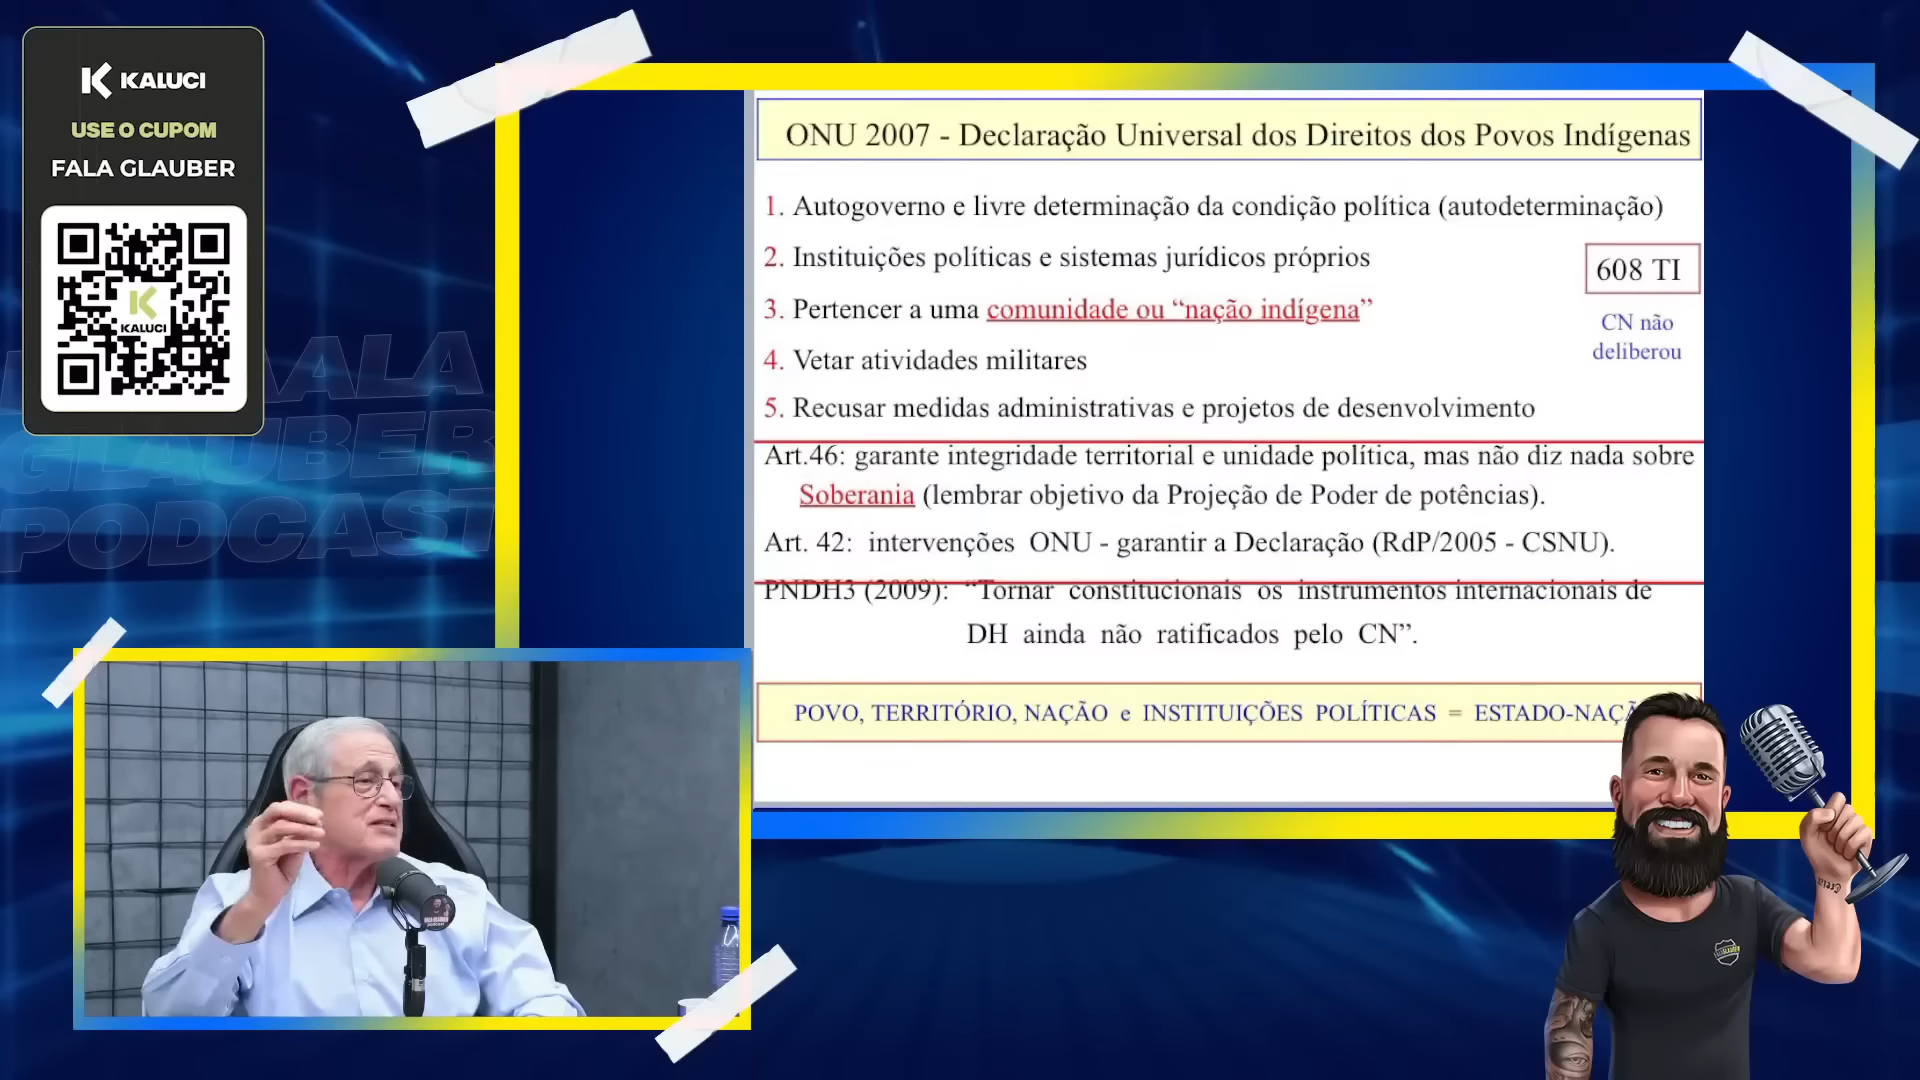 KALUCI
USE O CUPOM
FALA GLAUBER
KALUCI
FALA
GLAUBER
PODCAST
ONU 2007 - Declaração Universal dos Direitos dos Povos Indígenas
1. Autogoverno e livre determinação da condição política (autodeterminação)
2. Instituições políticas e sistemas jurídicos próprios
608 TI
3. Pertencer a uma comunidade ou “nação indígena”
CN não
deliberou
4. Vetar atividades militares
5. Recusar medidas administrativas e projetos de desenvolvimento
Art.46: garante integridade territorial e unidade política, mas não diz nada sobre
Soberania (lembrar objetivo da Projeção de Poder de potências).
Art. 42: intervenções ONU - garantir a Declaração (RdP/2005 - CSNU).
PNDH3 (2009): “Tornar constitucionais os instrumentos internacionais de
DH ainda não ratificados pelo CN”.
POVO, TERRITÓRIO, NAÇÃO e INSTITUIÇÕES POLÍTICAS = ESTADO-NAÇÃ